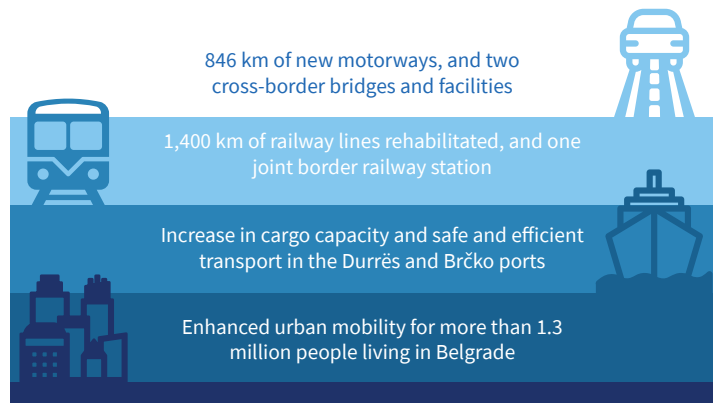 846 km of new motorways, and two
cross-border bridges and facilities
1,400 km of railway lines rehabilitated, and one
joint border railway station
Increase in cargo capacity and safe and efficient
transport in the Durrës and Brčko ports
Enhanced urban mobility for more than 1.3
million people living in Belgrade